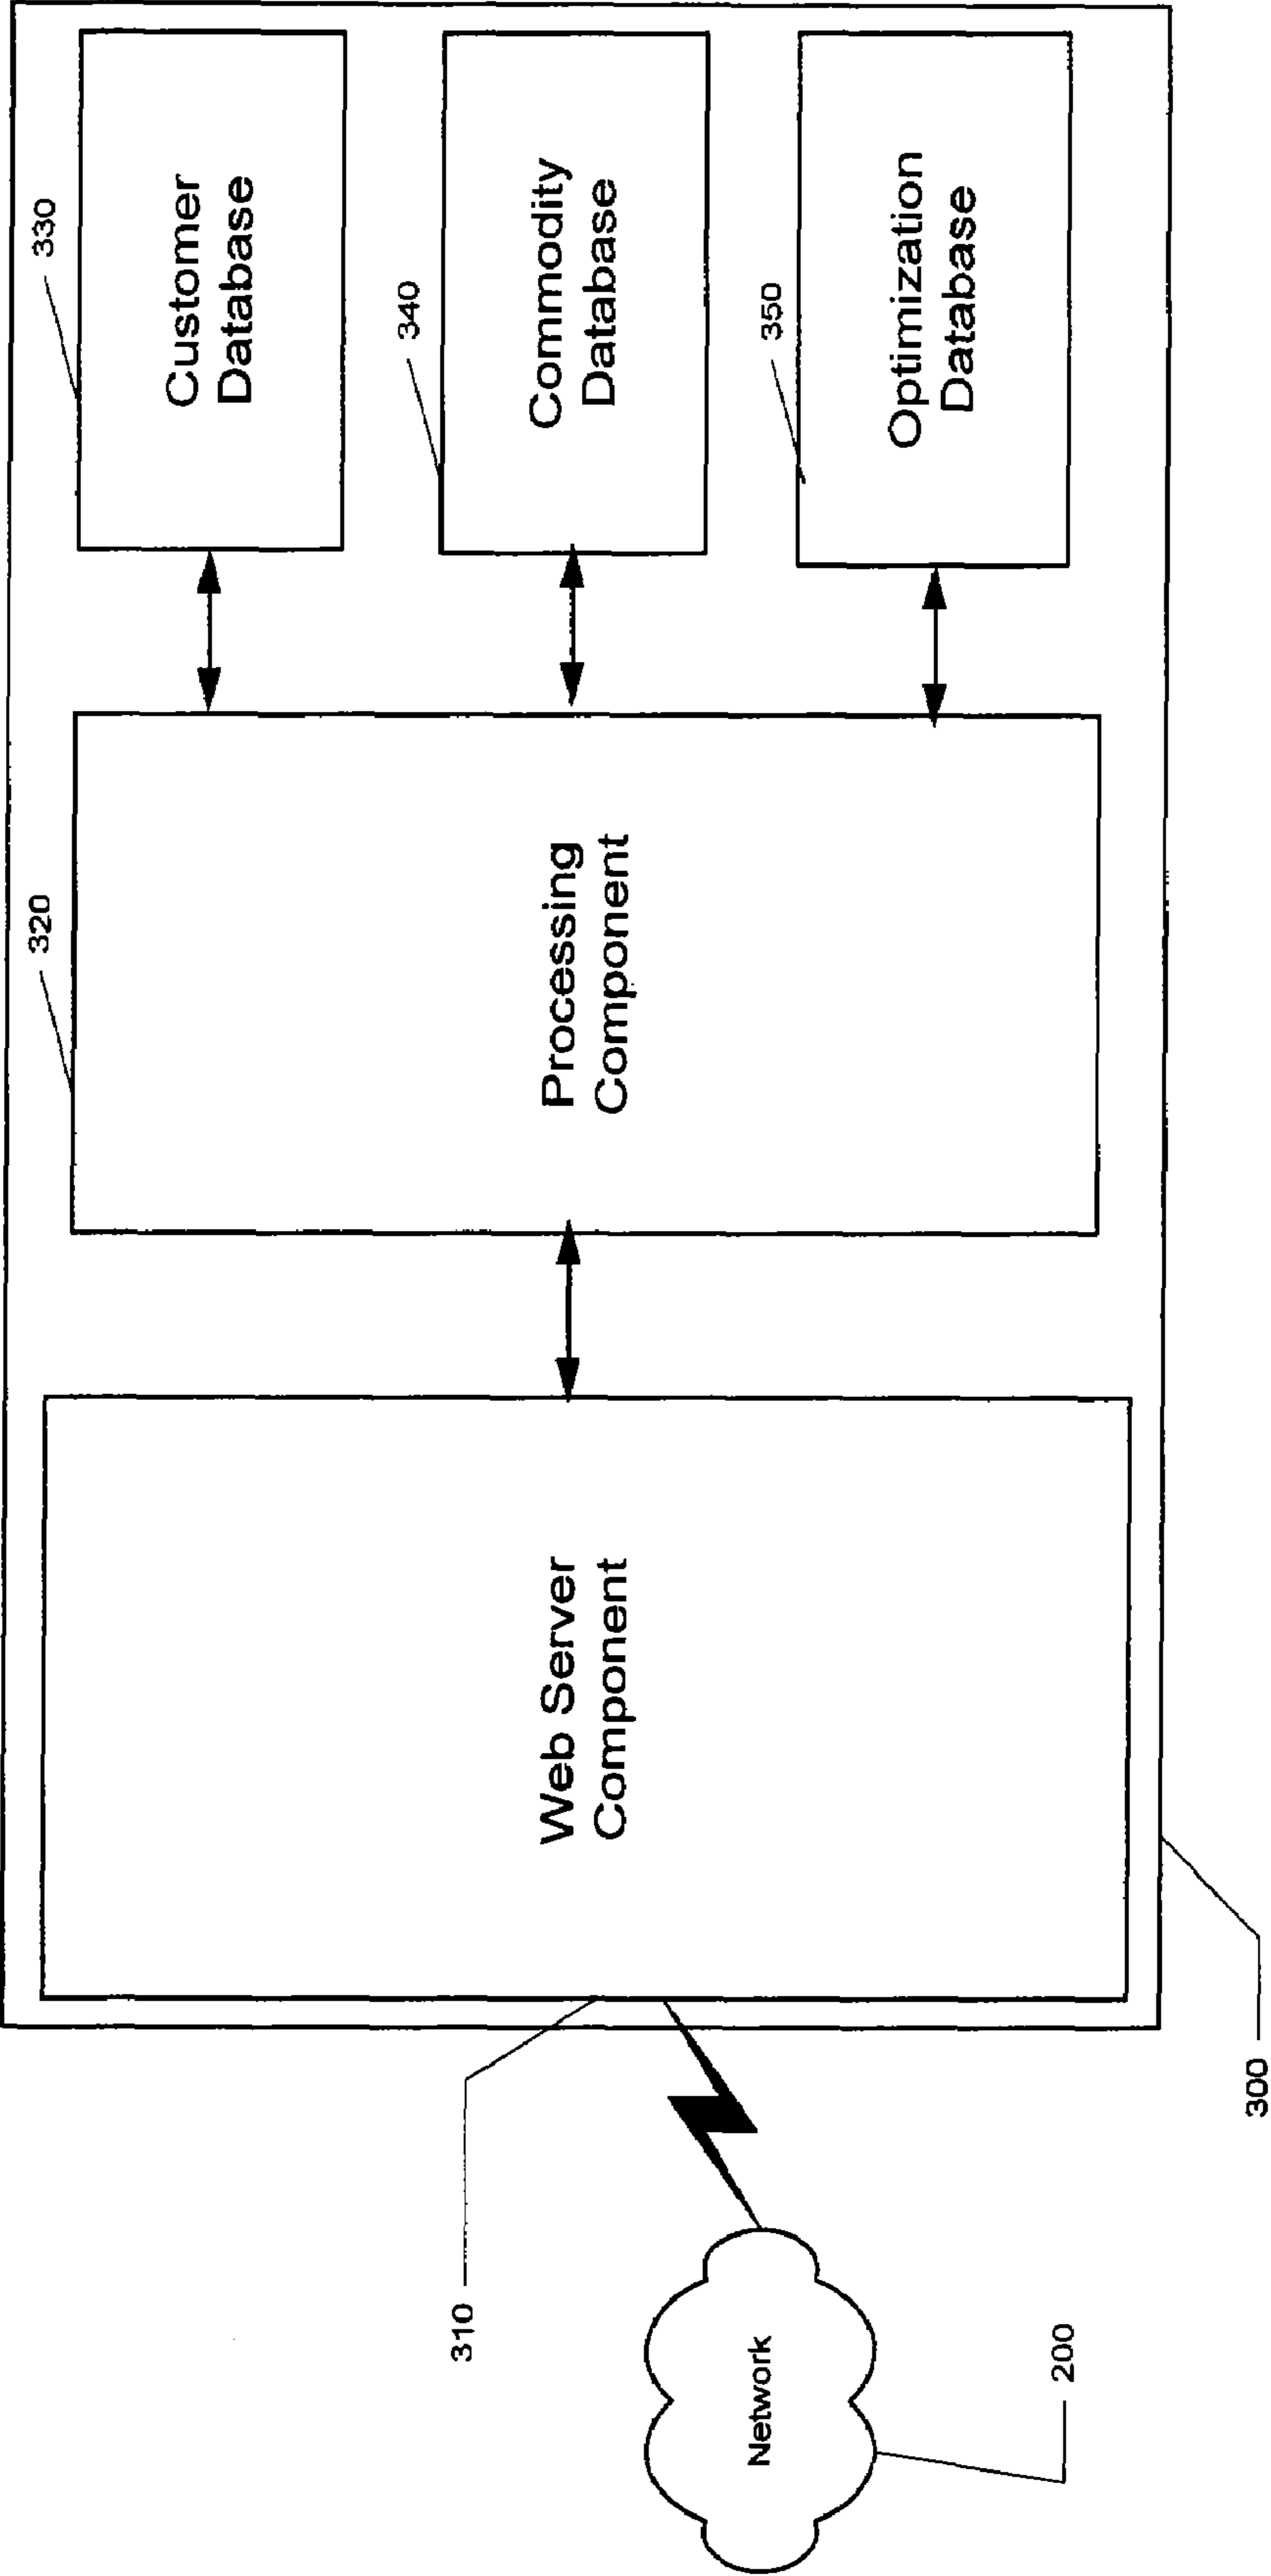 330
Customer
Database
340
Commodity
Database
350
Optimization
Database
320
Processing
Component
Web Server
Component
310
Network
200
300